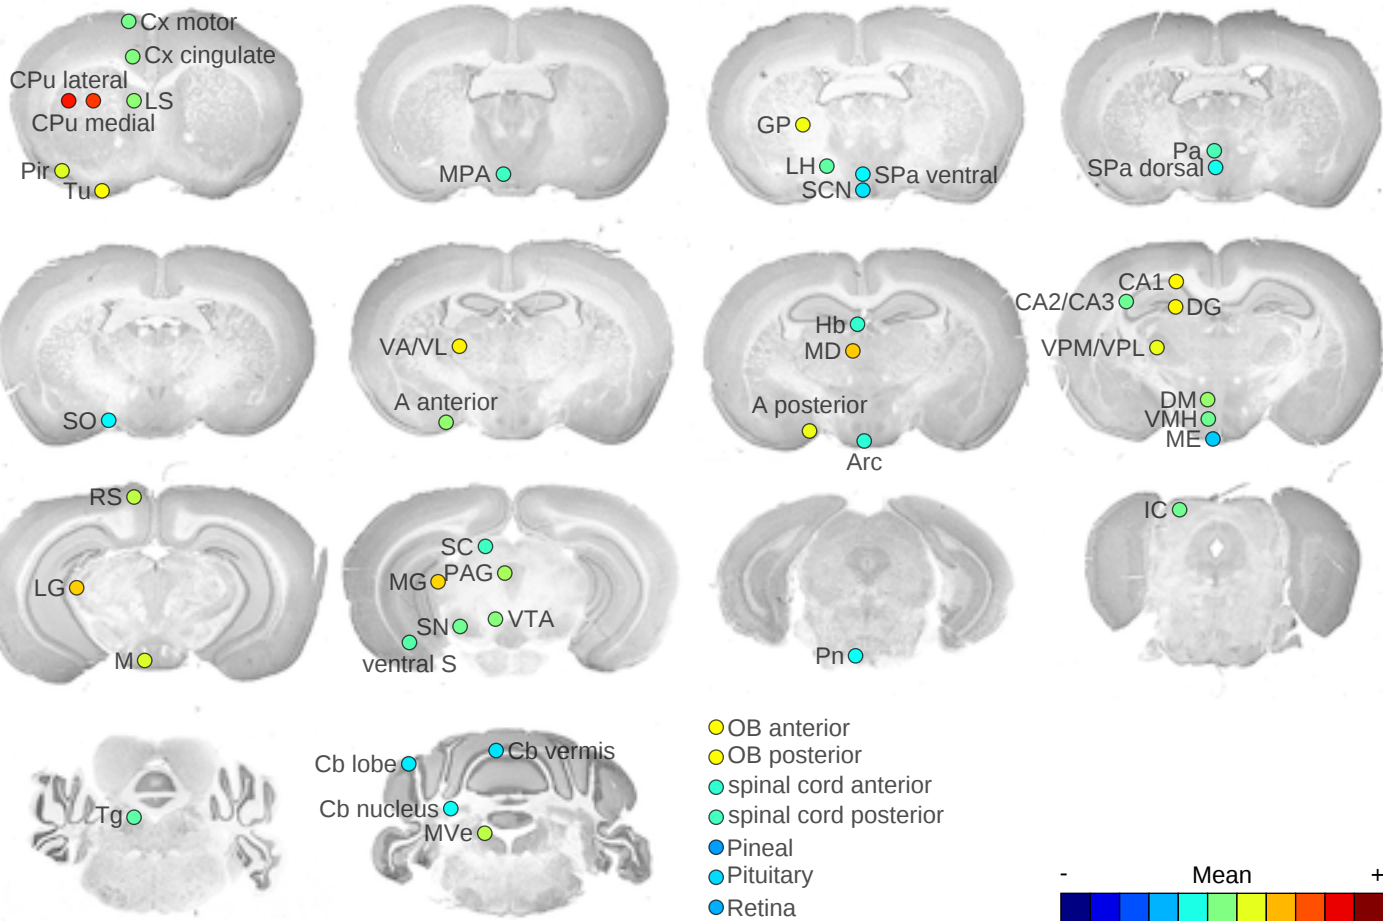 Cx motor
Cx cingulate
CPu lateral
LS
CPu medial
Pir
Tu
MPA
GP
LH
SPa ventral
SCN
Pa
SPa dorsal
SO
VA/VL
A anterior
Hb
MD
A posterior
Arc
CA1
CA2/CA3
DG
VPM/VPL
DM
VMH
ME
RS
LG
M
SC
PAG
MG
VTA
SN
ventral S
Pn
IC
Tg
Cb vermis
Cb lobe
Cb nucleus
MVe
OB anterior
OB posterior
spinal cord anterior
spinal cord posterior
Pineal
Pituitary
Retina
- Mean +